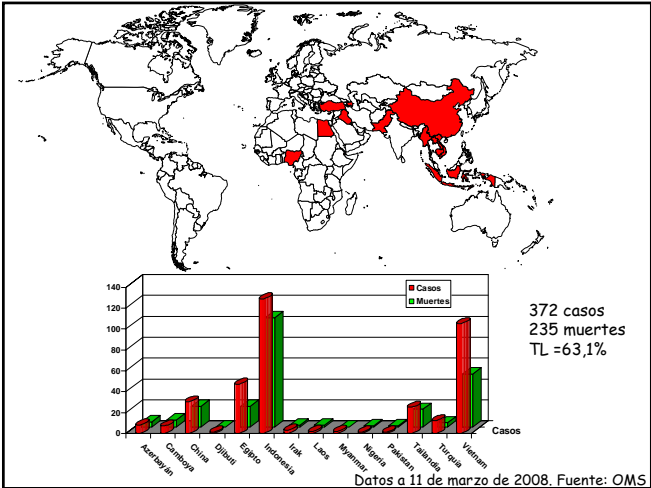 140
120
100
80
60
40
20
0
Casos
Muertes
Casos
Azerbayán
Camboya
China
Djibuti
Egipto
Indonesia
Irak
Laos
Myanmar
Nigeria
Pakistan
Tailandia
Turquia
Vietnam
372 casos
235 muertes
TL =63,1%
Datos a 11 de marzo de 2008. Fuente: OMS